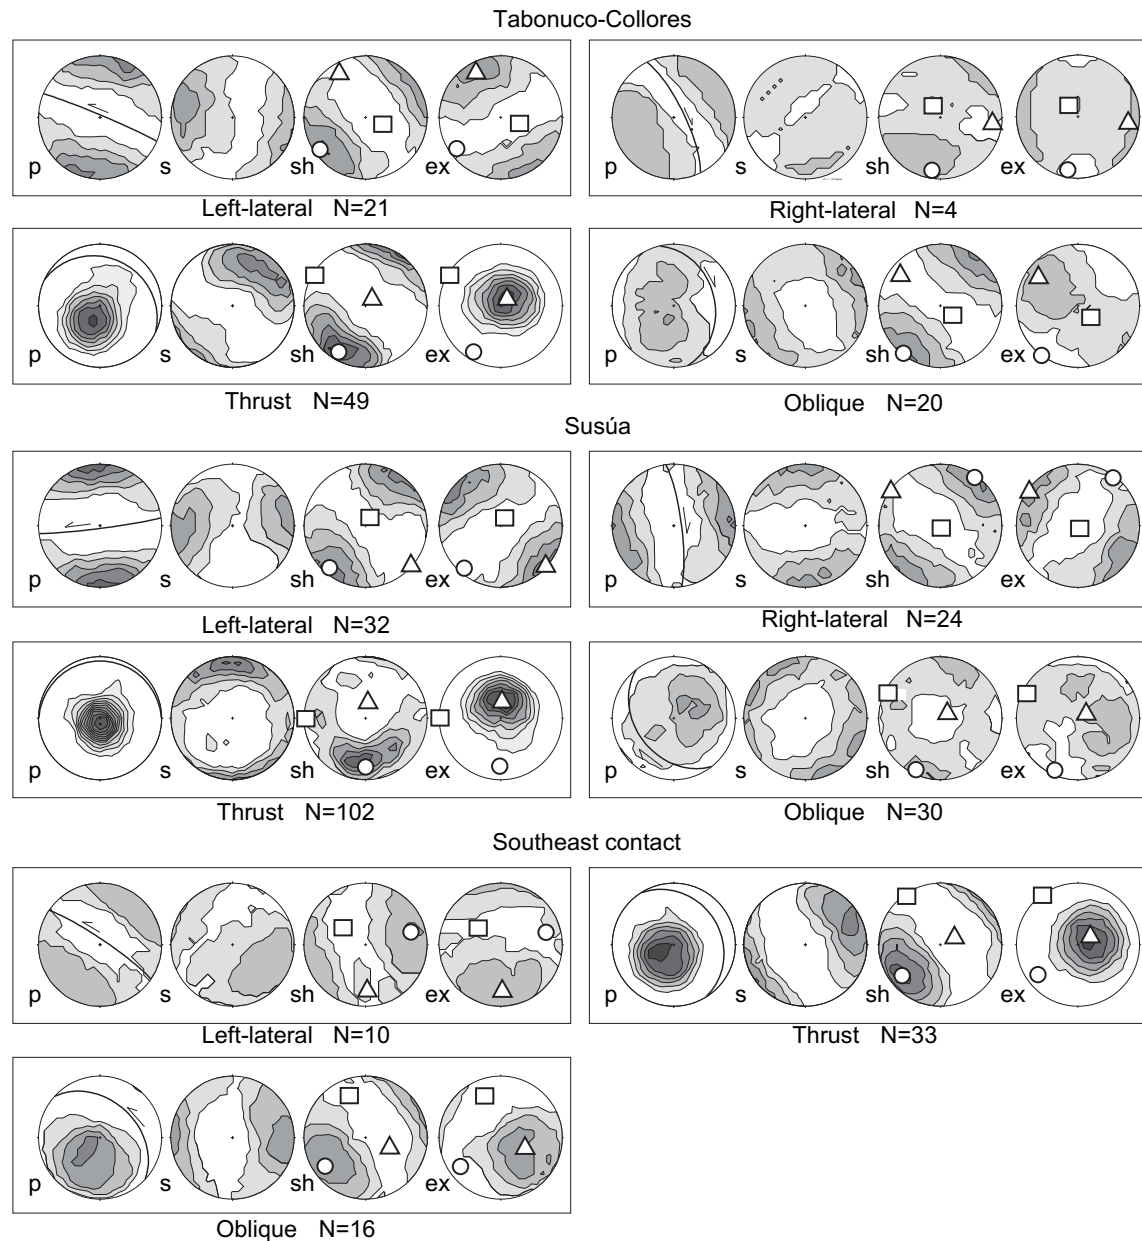 Tabonuco-Collores
p s sh ex
Left-lateral N=21
p s sh ex
Right-lateral N=4
p s sh ex
Thrust N=49
p s sh ex
Oblique N=20
Susúa
p s sh ex
Left-lateral N=32
p s sh ex
Right-lateral N=24
p s sh ex
Thrust N=102
p s sh ex
Oblique N=30
Southeast contact
p s sh ex
Left-lateral N=10
p s sh ex
Thrust N=33
p s sh ex
Oblique N=16